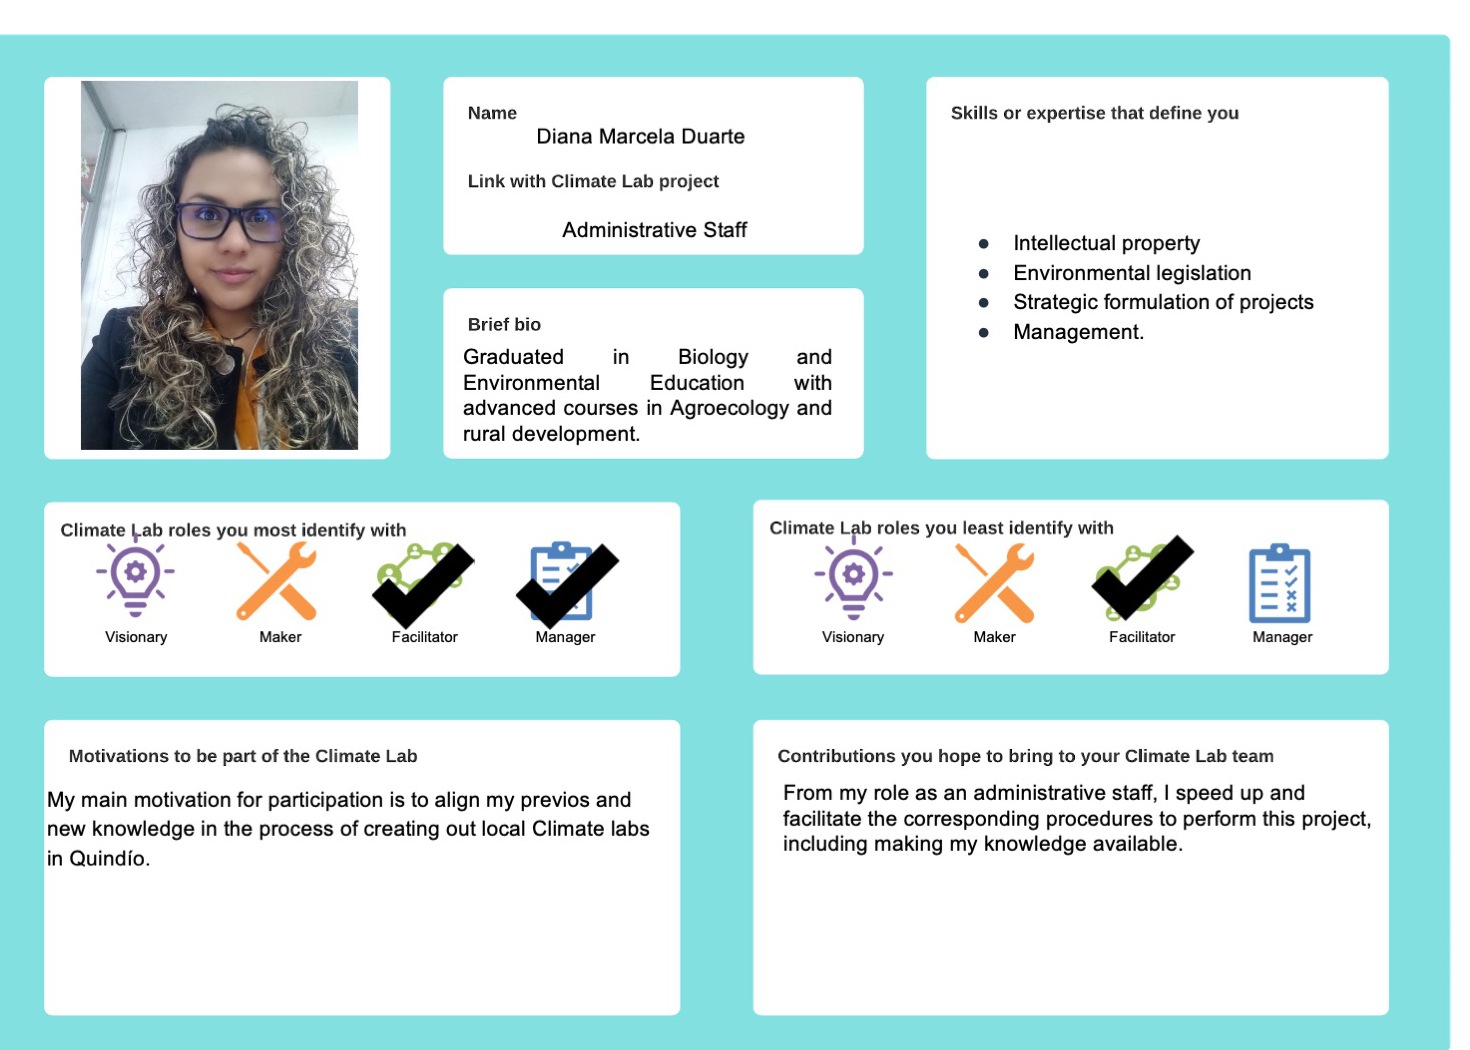 Name
Diana Marcela Duarte
Link with Climate Lab project
Administrative Staff
Brief bio
Graduated in Biology and
Environmental Education with
advanced courses in Agroecology and
rural development.
Skills or expertise that define you
Intellectual property
Environmental legislation
Strategic formulation of projects
Management.
Climate Lab roles you most identify with
Visionary Maker Facilitator Manager
Climate Lab roles you least identify with
Visionary Maker Facilitator Manager
Motivations to be part of the Climate Lab
My main motivation for participation is to align my previos and
new knowledge in the process of creating out local Climate labs
in Quindío.
Contributions you hope to bring to your Climate Lab team
From my role as an administrative staff, I speed up and
facilitate the corresponding procedures to perform this project,
including making my knowledge available.